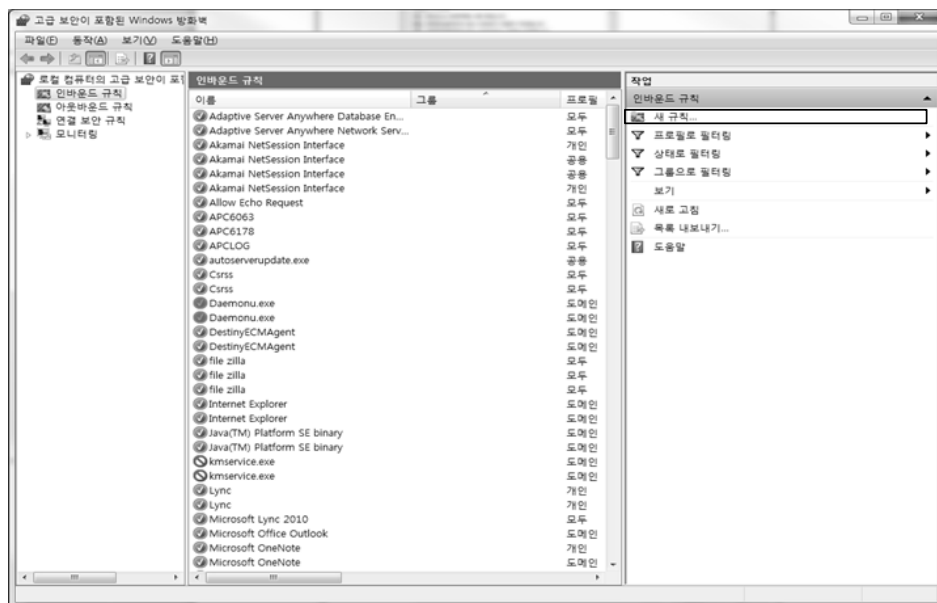 고급 보안이 포함된 Windows 방화벽
파일(F) 동작(A) 보기(V) 도움말(H)
로컬 컴퓨터의 고급 보안이 포
인바운드 규칙
아웃바운드 규칙
연결 보안 규칙
모니터링
인바운드 규칙
이름 그룹 프로필
Adaptive Server Anywhere Database En... 모두
Adaptive Server Anywhere Network Serv... 모두
Akamai NetSession Interface 개인
Akamai NetSession Interface 공용
Akamai NetSession Interface 공용
Akamai NetSession Interface 개인
Allow Echo Request 모두
APC6063 모두
APC6178 모두
APCLOG 모두
autoserverupdate.exe 공용
Csrss 모두
Csrss 모두
Daemonu.exe 도메인
Daemonu.exe 도메인
DestinyECMAgent 도메인
DestinyECMAgent 도메인
file zilla 모두
file zilla 모두
file zilla 모두
Internet Explorer 도메인
Internet Explorer 도메인
Java(TM) Platform SE binary 도메인
Java(TM) Platform SE binary 도메인
kmservice.exe 도메인
kmservice.exe 도메인
Lync 개인
Lync 개인
Microsoft Lync 2010 모두
Microsoft Office Outlook 도메인
Microsoft OneNote 개인
Microsoft OneNote 도메인
작업
인바운드 규칙
새 규칙...
프로필로 필터링
상태로 필터링
그룹으로 필터링
보기
새로 고침
목록 내보내기...
도움말